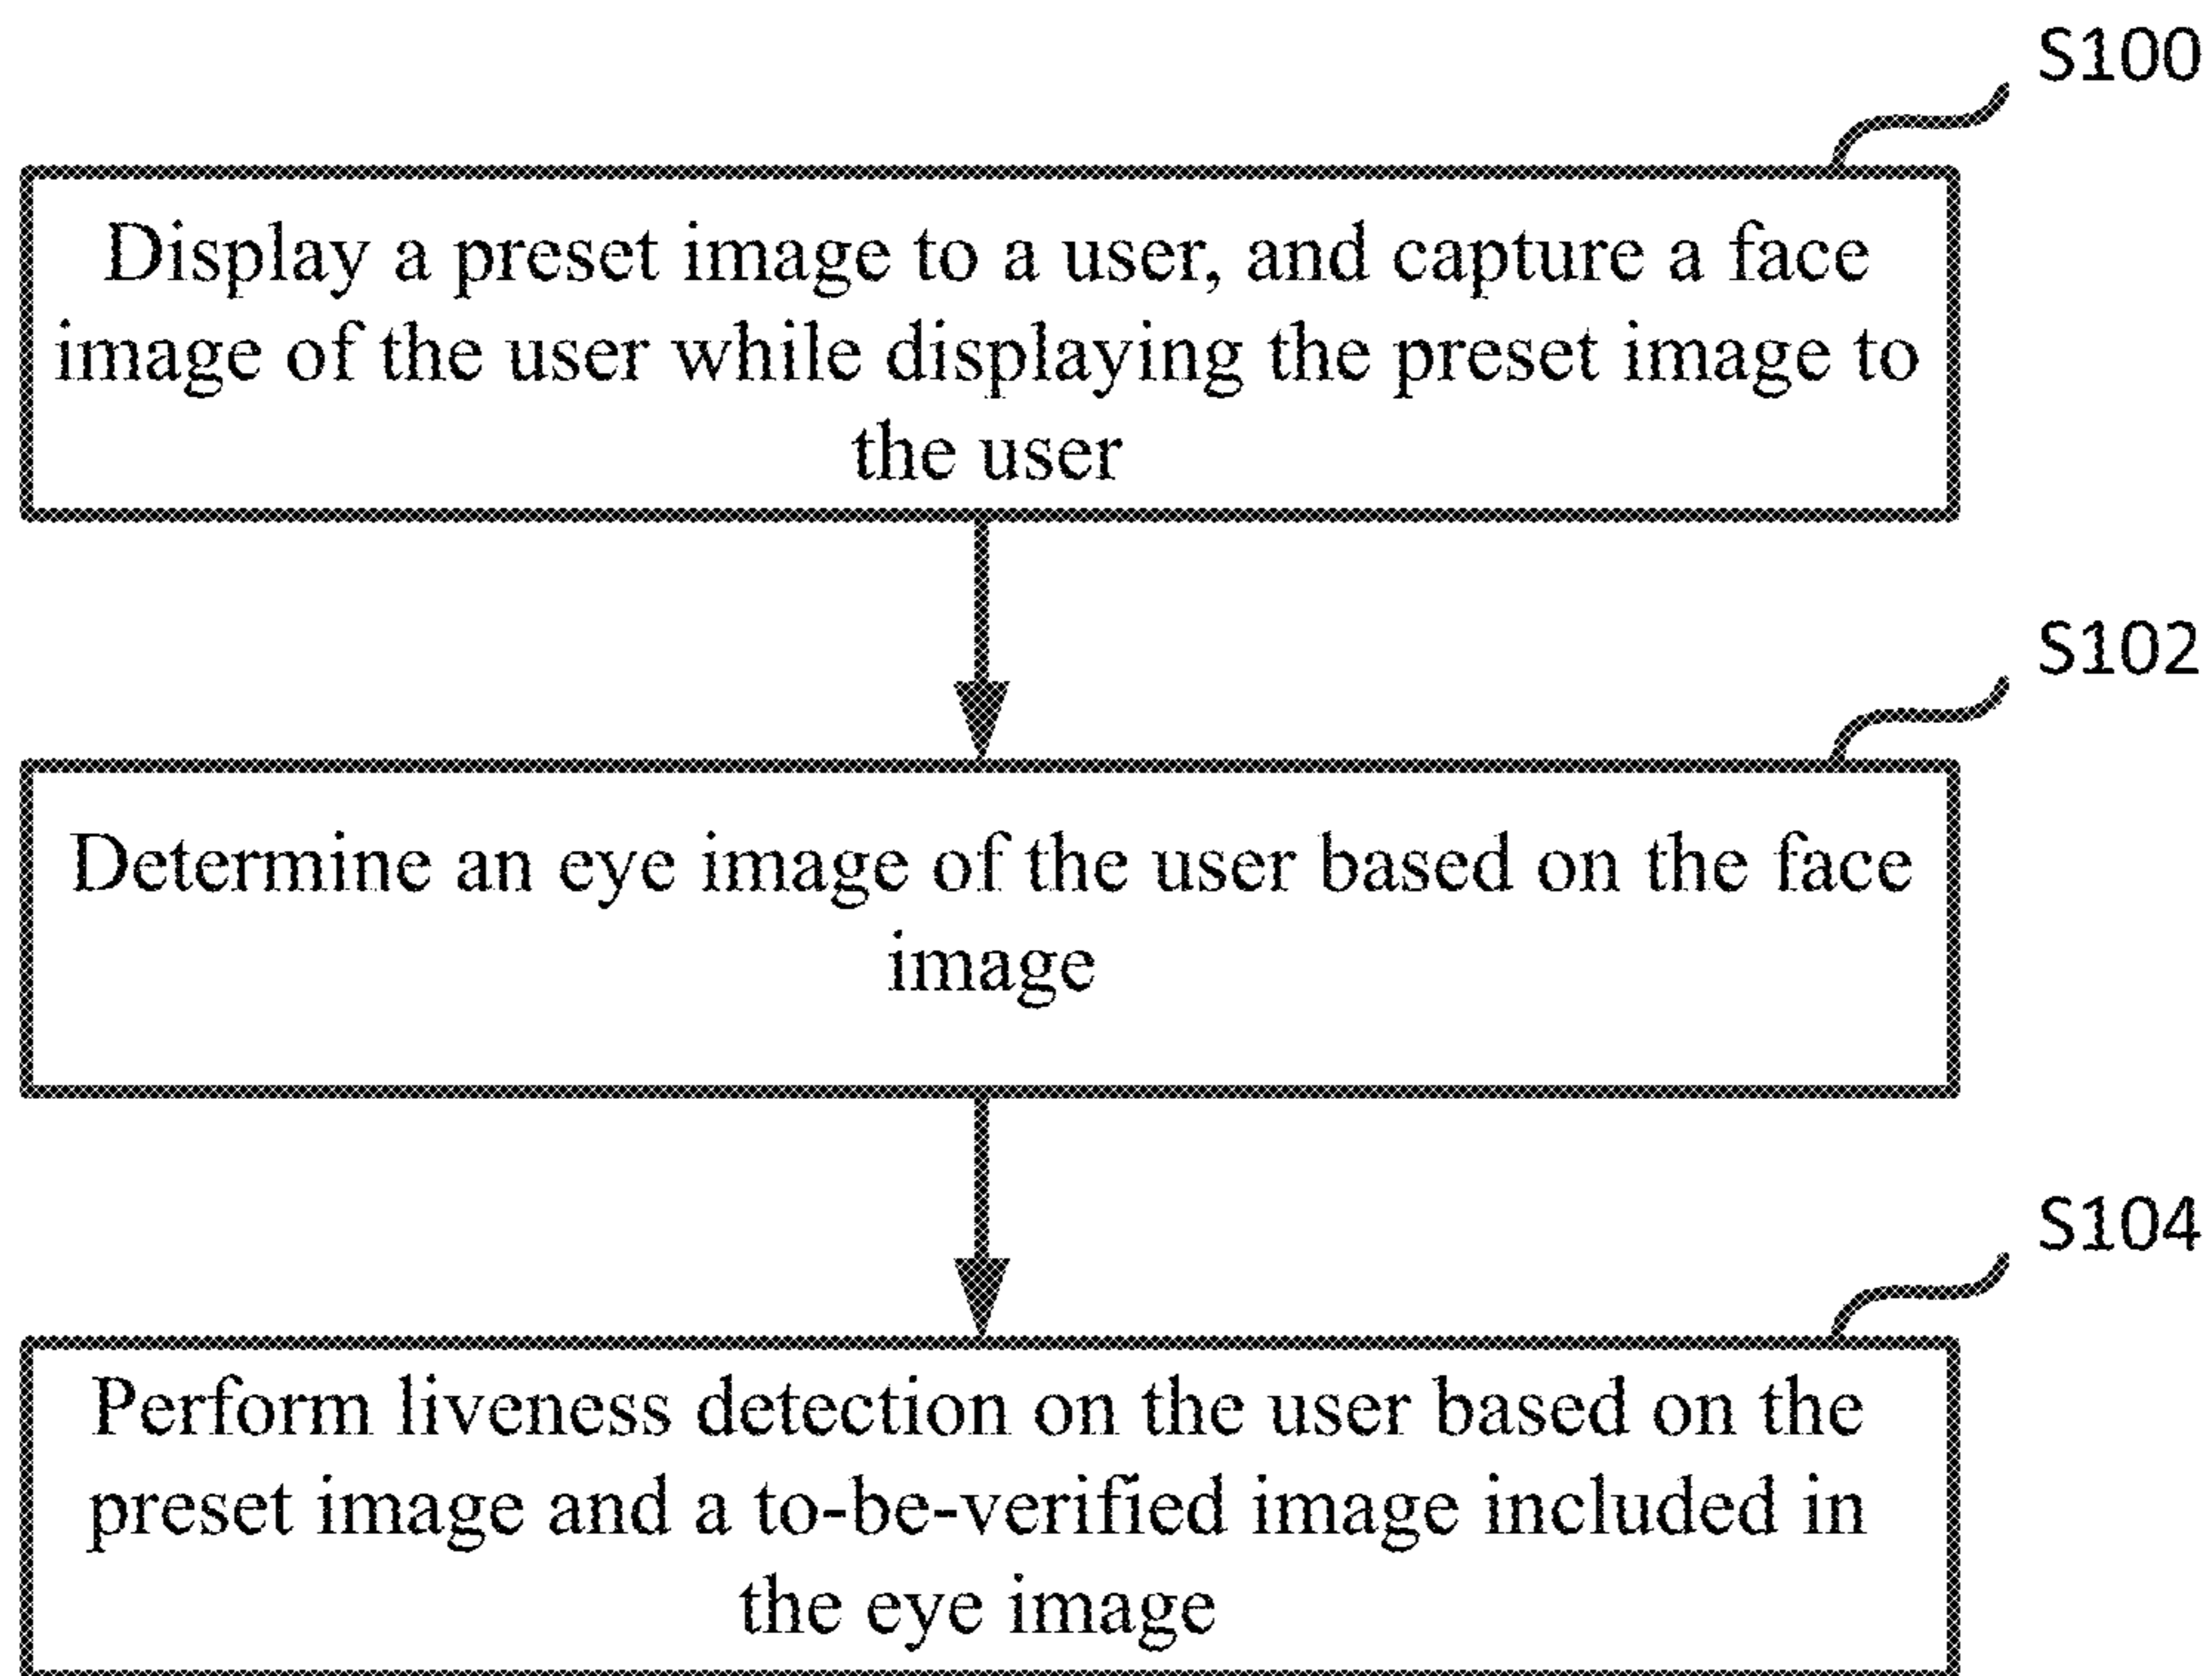 S100
Display a preset image to a user, and capture a face
image of the user while displaying the preset image to
the user
S102
Determine an eye image of the user based on the face
image
S104
Perform liveness detection on the user based on the
preset image and a to-be-verified image included in
the eye image